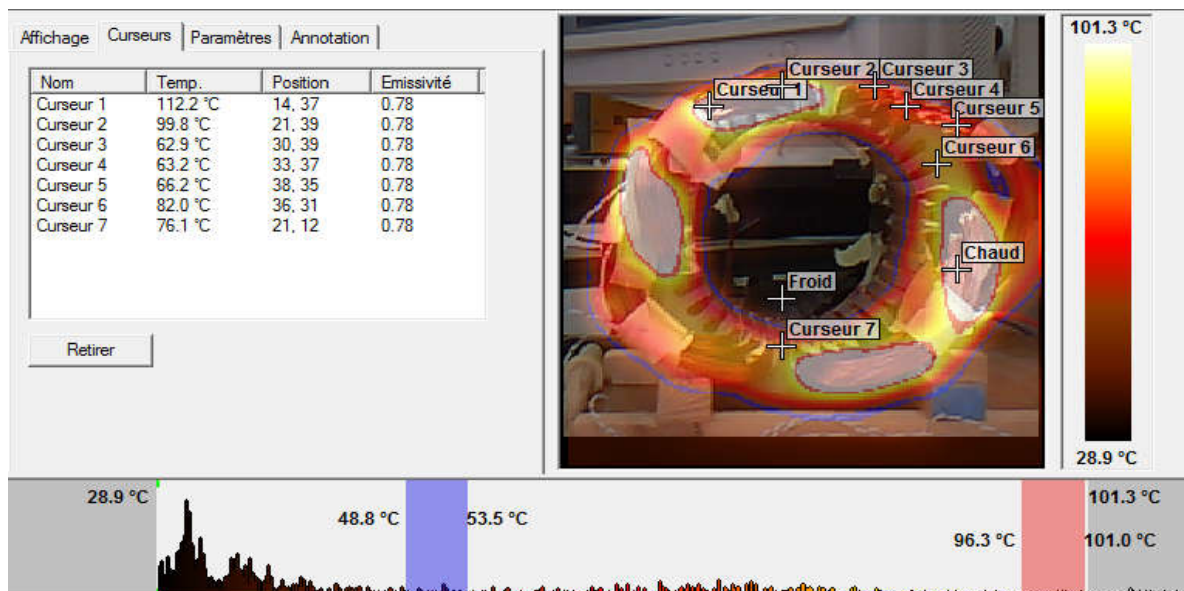 Affichage Curseurs Paramètres Annotation
Nom Temp. Position Emissivité
Curseur 1 112.2 °C 14, 37 0.78
Curseur 2 99.8 °C 21, 39 0.78
Curseur 3 62.9 °C 30, 39 0.78
Curseur 4 63.2 °C 33, 37 0.78
Curseur 5 66.2 °C 38, 35 0.78
Curseur 6 82.0 °C 36, 31 0.78
Curseur 7 76.1 °C 21, 12 0.78
Retirer
Curseur 2 Curseur 3
Curseur 1 Curseur 4
Curseur 5
Curseur 6
Chaud
Froid
Curseur 7
101.3 °C
28.9 °C
28.9 °C 101.3 °C
48.8 °C 53.5 °C
96.3 °C 101.0 °C